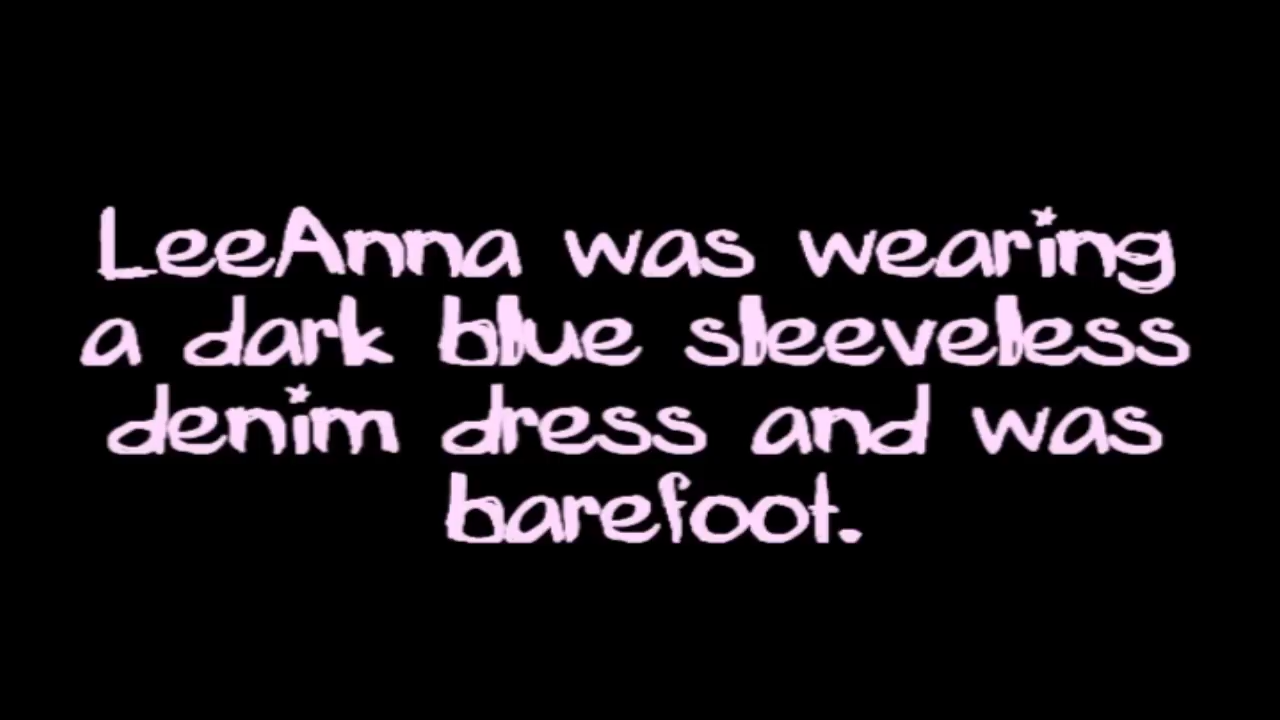 LeeAnna was wearing
a dark blue sleeveless
denim dress and was
barefoot.